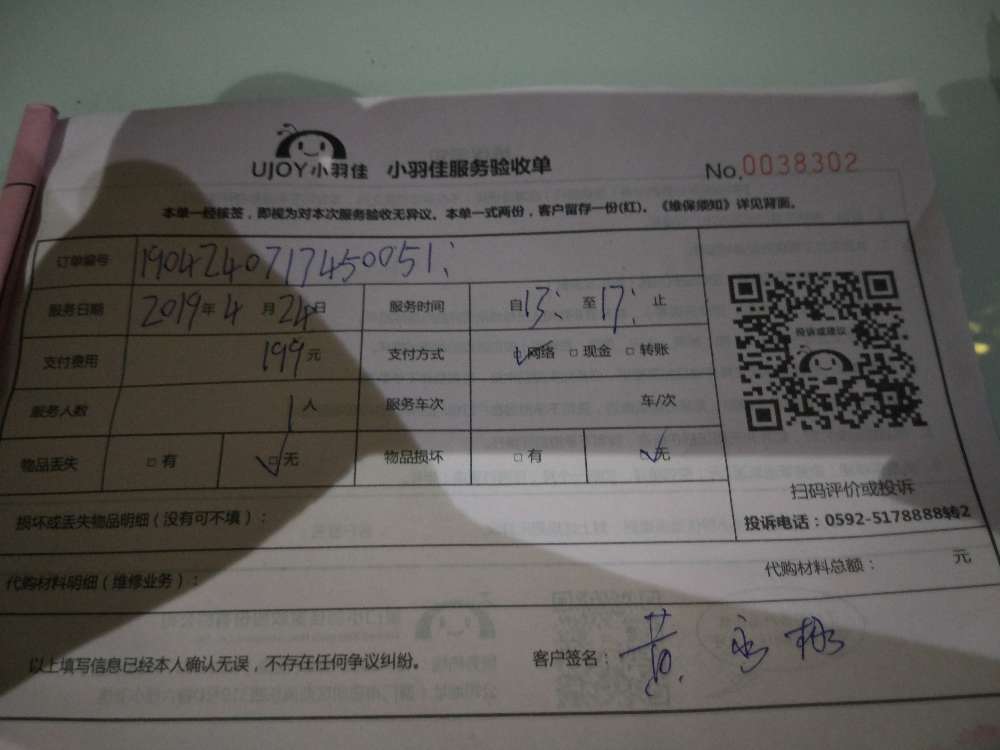 UJOY小羽佳 小羽佳服务验收单 No.0038302
本单一经接签，即视为对本次服务验收无异议。本单一式两份，客户留存一份(红)。《维保须知》详见背面。
订单编号 190424071745005 1;
服务日期 2019年4月24日 服务时间 自13:至17:止
支付费用 199元 支付方式 ☑网络 □现金 □转账
服务人数 1人 服务车次 车/次
物品丢失 □有 ☑无 物品损坏 □有 ☑无
投诉或建议
扫码评价或投诉
投诉电话：0592-5178888转2
损坏或丢失物品明细（没有可不填）：
代购材料明细（维修业务）： 代购材料总额： 元
以上填写信息已经本人确认无误，不存在任何争议纠纷。 客户签名：黄